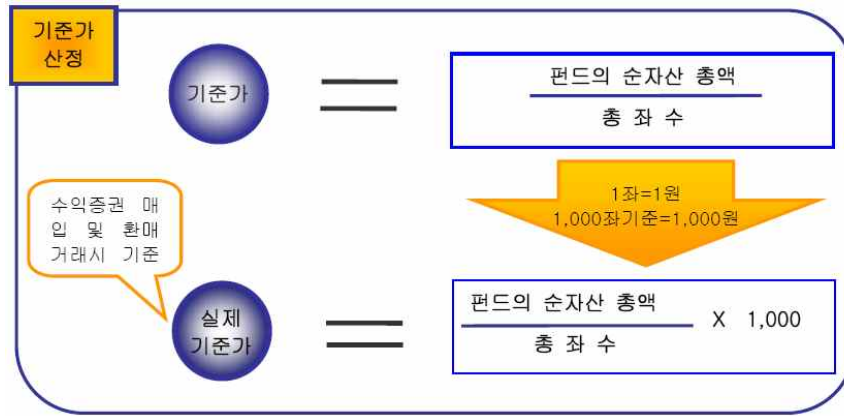 기준가
산정
기준가
펀드의 순자산 총액
총 좌 수
1좌=1원
1,000좌기준=1,000원
수익증권 매
입 및 환매
거래시 기준
실제
기준가
펀드의 순자산 총액
X 1,000
총 좌 수